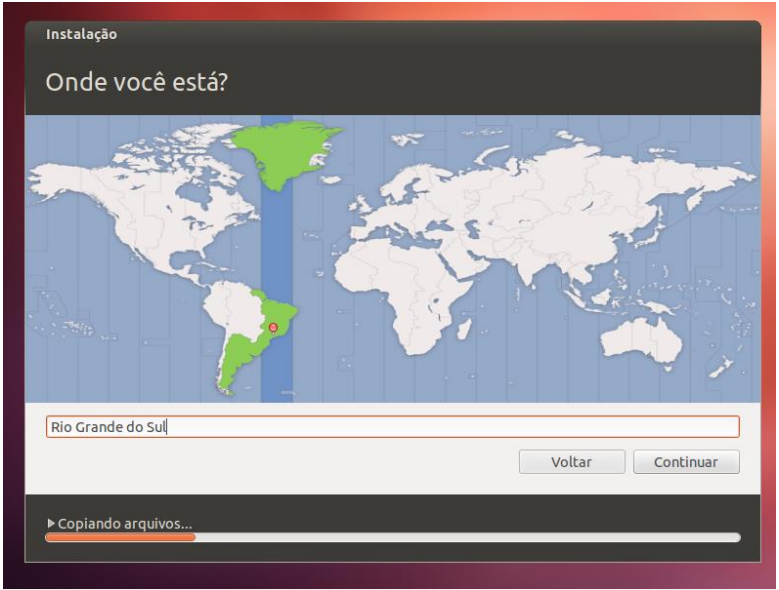 Instalação
Onde você está?
Rio Grande do Sul
Voltar
Continuar
Copiando arquivos...